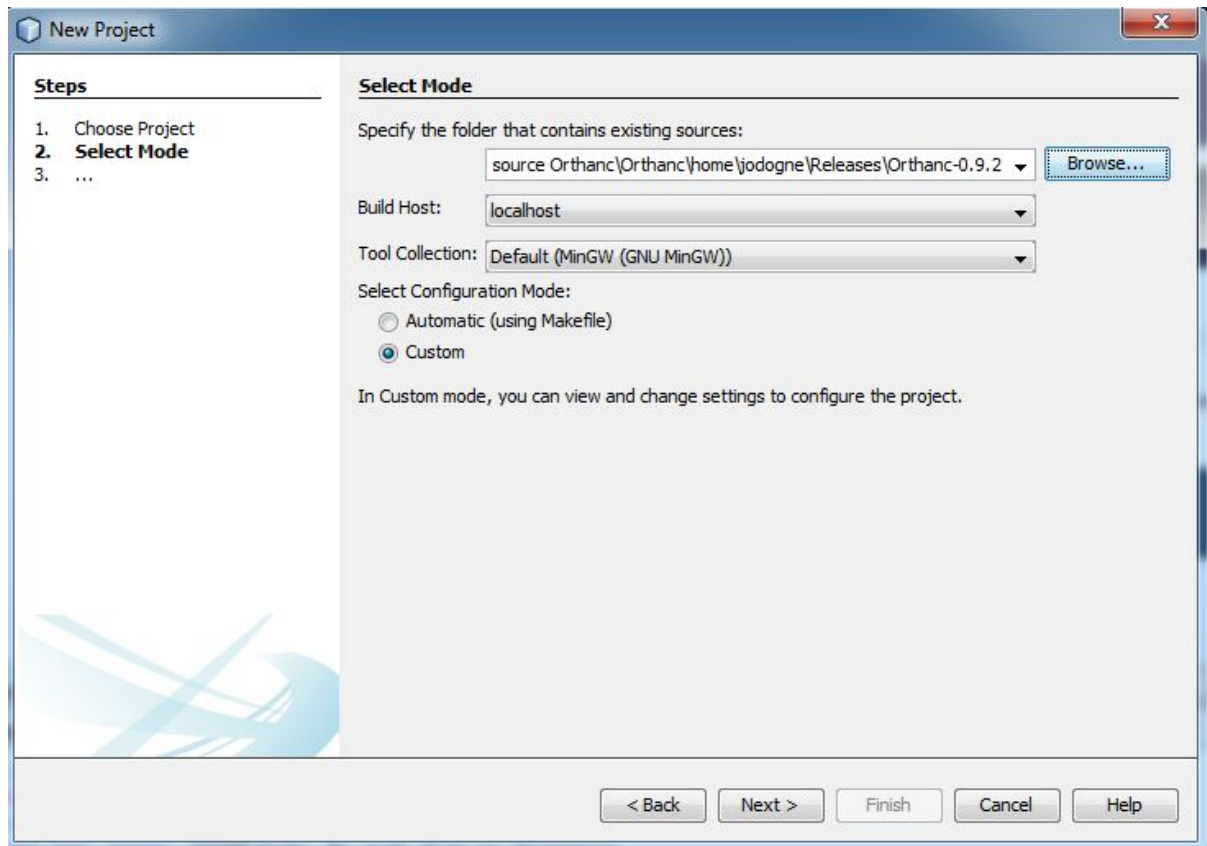 New Project
Steps
1. Choose Project
2. Select Mode
3. ...
Select Mode
Specify the folder that contains existing sources:
source Orthanc\Orthanc\home\jodogne\Releases\Orthanc-0.9.2
Browse...
Build Host:
localhost
Tool Collection:
Default (MinGW (GNU MinGW))
Select Configuration Mode:
Automatic (using Makefile)
Custom
In Custom mode, you can view and change settings to configure the project.
< Back
Next >
Finish
Cancel
Help